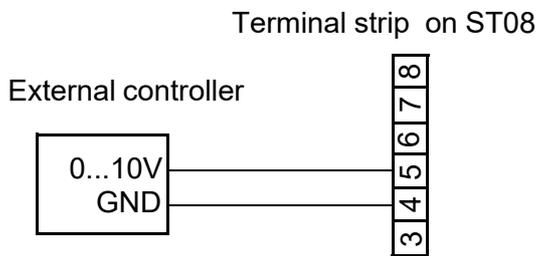 Terminal strip on ST08
External controller
0...10V
GND
8
7
6
5
4
3